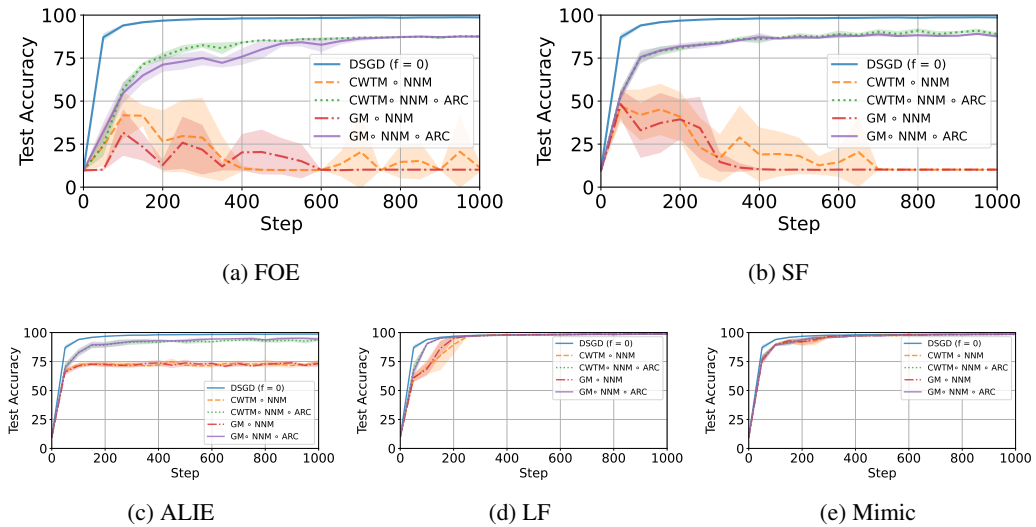 100
75
50
25
0
Test Accuracy
0 200 400 600 800 1000
Step
DSGD (f = 0)
CWTM ∘ NNM
CWTM∘ NNM ∘ ARC
GM ∘ NNM
GM∘ NNM ∘ ARC
(a) FOE
100
75
50
25
0
Test Accuracy
0 200 400 600 800 1000
Step
DSGD (f = 0)
CWTM ∘ NNM
CWTM∘ NNM ∘ ARC
GM ∘ NNM
GM∘ NNM ∘ ARC
(b) SF
100
75
50
25
0
Test Accuracy
0 200 400 600 800 1000
Step
DSGD (f = 0)
CWTM ∘ NNM
CWTM∘ NNM ∘ ARC
GM ∘ NNM
GM∘ NNM ∘ ARC
(c) ALIE
100
75
50
25
0
Test Accuracy
0 200 400 600 800 1000
Step
DSGD (f = 0)
CWTM ∘ NNM
CWTM∘ NNM ∘ ARC
GM ∘ NNM
GM∘ NNM ∘ ARC
(d) LF
100
75
50
25
0
Test Accuracy
0 200 400 600 800 1000
Step
DSGD (f = 0)
CWTM ∘ NNM
CWTM∘ NNM ∘ ARC
GM ∘ NNM
GM∘ NNM ∘ ARC
(e) Mimic